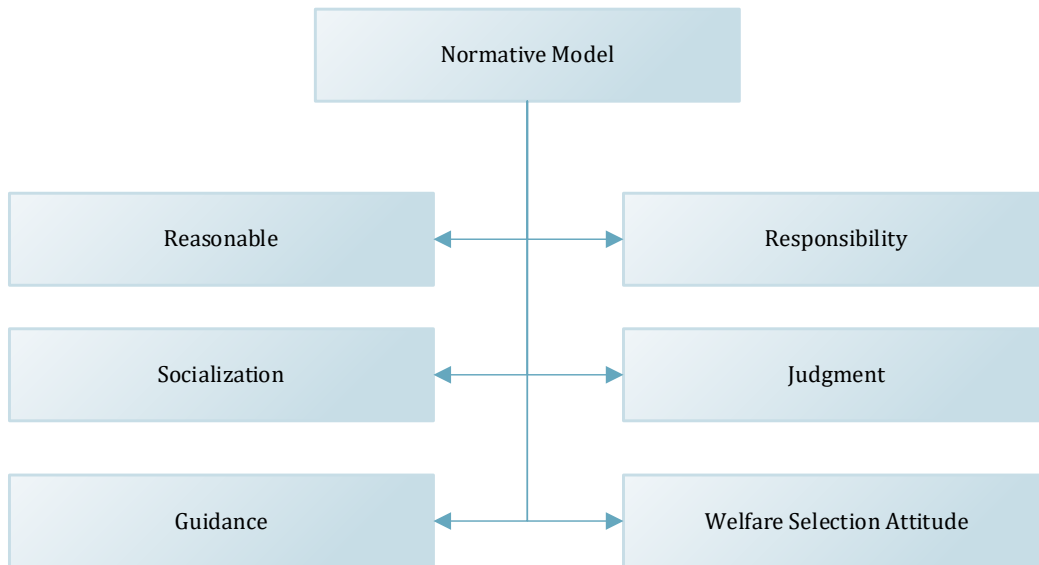 Normative Model
Reasonable
Responsibility
Socialization
Judgment
Guidance
Welfare Selection Attitude